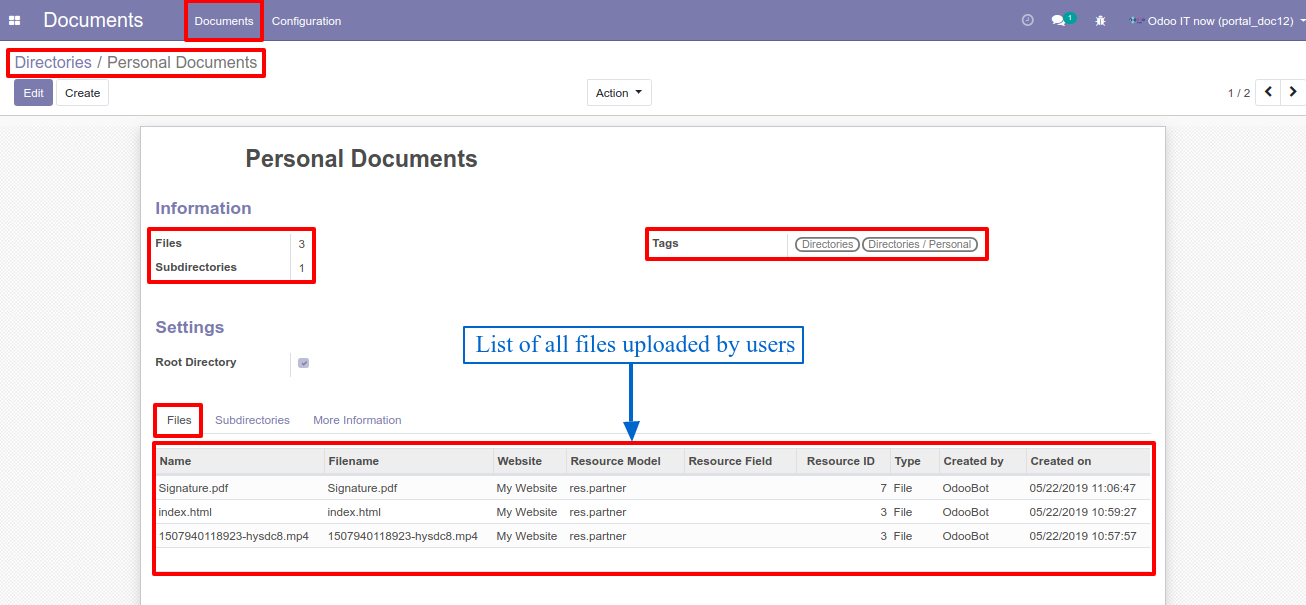 Documents Documents Configuration 1 Odoo IT now (portal_doc12)
Directories / Personal Documents
Edit Create Action 1 / 2
Personal Documents
Information
Files 3 Tags Directories Directories / Personal
Subdirectories 1
Settings
List of all files uploaded by users
Root Directory
Files Subdirectories More Information
Name Filename Website Resource Model Resource Field Resource ID Type Created by Created on
Signature.pdf Signature.pdf My Website res.partner 7 File OdooBot 05/22/2019 11:06:47
index.html index.html My Website res.partner 3 File OdooBot 05/22/2019 10:59:27
1507940118923-hysdc8.mp4 1507940118923-hysdc8.mp4 My Website res.partner 3 File OdooBot 05/22/2019 10:57:57